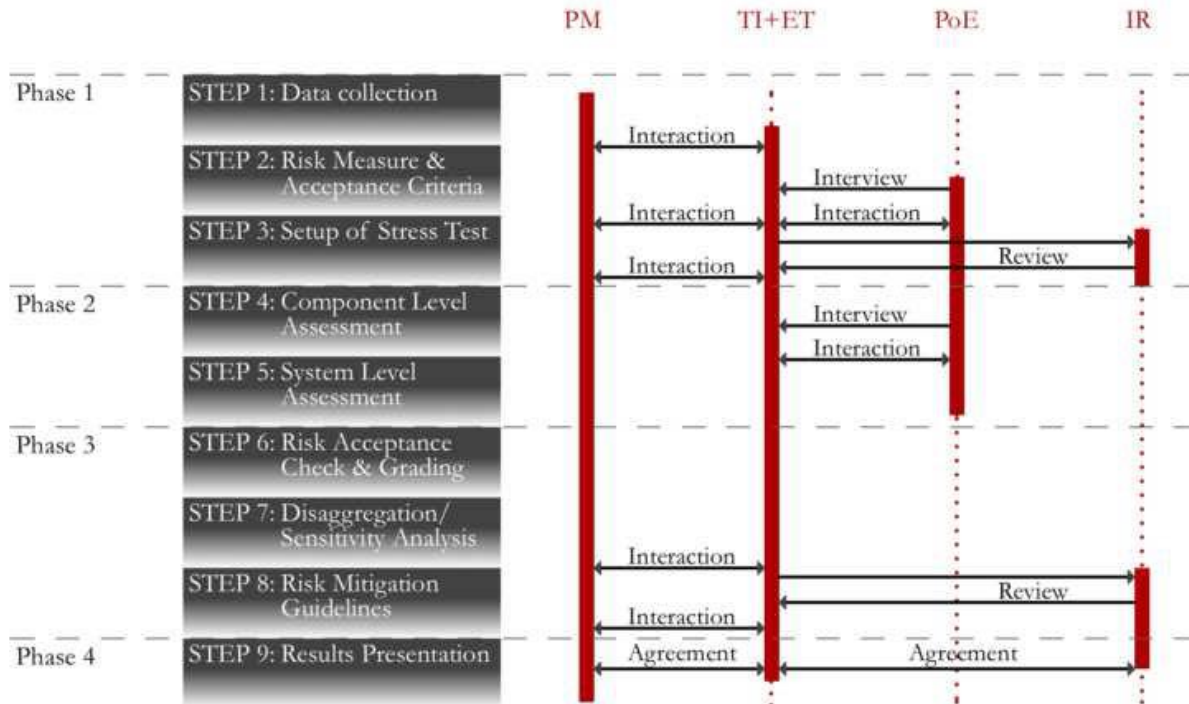 PM TI+ET PoE IR
Phase 1
STEP 1: Data collection
Interaction
STEP 2: Risk Measure &
Acceptance Criteria
Interview
Interaction Interaction
STEP 3: Setup of Stress Test
Review
Interaction
Phase 2
STEP 4: Component Level
Assessment
Interview
Interaction
STEP 5: System Level
Assessment
Phase 3
STEP 6: Risk Acceptance
Check & Grading
STEP 7: Disaggregation/
Sensitivity Analysis
Interaction
STEP 8: Risk Mitigation
Guidelines
Review
Interaction
Phase 4
STEP 9: Results Presentation
Agreement Agreement